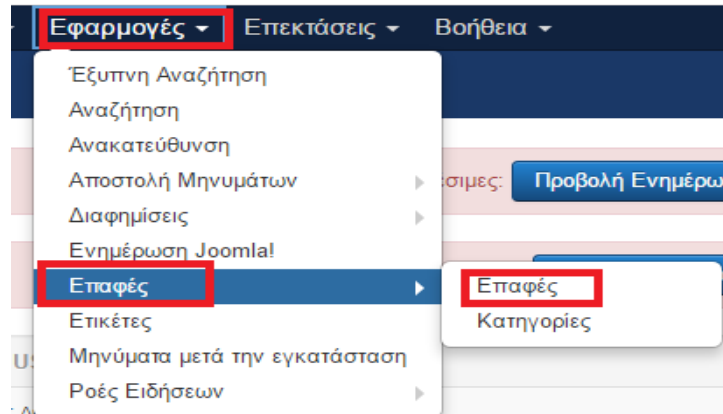 Εφαρμογές Επεκτάσεις Βοήθεια
Έξυπνη Αναζήτηση
Αναζήτηση
Ανακατεύθυνση
Αποστολή Μηνυμάτων
Διαφημίσεις
Ενημέρωση Joomla!
Επαφές
Ετικέτες
Μηνύματα μετά την εγκατάσταση
Ροές Ειδήσεων
Επαφές
Κατηγορίες
σιμες: Προβολή Ενημέρω